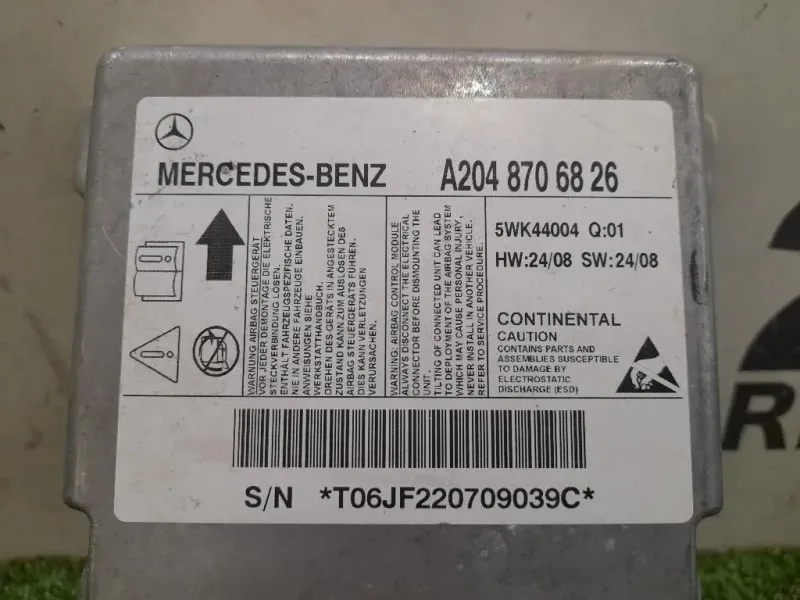 MERCEDES-BENZ A204 870 68 26
WARNUNG AIRBAG STEUERGERÄT
VOR JEDER DEMONTAGE DIE ELEKTRISCHE
STECKVERBINDUNG LÖSEN.
ENTHÄLT FAHRZEUGSPEZIFISCHE DATEN.
NIE IN ANDERE FAHRZEUGE EINBAUEN.
ANWEISUNGEN SIEHE
WERKSTATTHANDBUCH.
DREHEN DES GERÄTS IN ANGESTECKTEM
ZUSTAND KANN ZUM AUSLÖSEN DES
AIRBAG STEUERGERÄTS FÜHREN.
DIES KANN VERLETZUNGEN
VERURSACHEN.
WARNING, AIRBAG CONTROL MODULE.
ALWAYS DISCONNECT THE ELECTRICAL
CONNECTOR BEFORE DISMOUNTING THE
UNIT.
TILTING OF CONNECTED UNIT CAN LEAD
TO DEPLOYMENT OF THE AIRBAG SYSTEM
WHICH MAY CAUSE PERSONAL INJURY.
NEVER INSTALL IN ANOTHER VEHICLE.
REFER TO SERVICE PROCEDURE.
5WK44004 Q:01
HW:24/08 SW:24/08
CONTINENTAL
CAUTION
CONTAINS PARTS AND
ASSEMBLIES SUSCEPTIBLE
TO DAMAGE BY
ELECTROSTATIC
DISCHARGE (ESD)
S/N *T06JF220709039C*